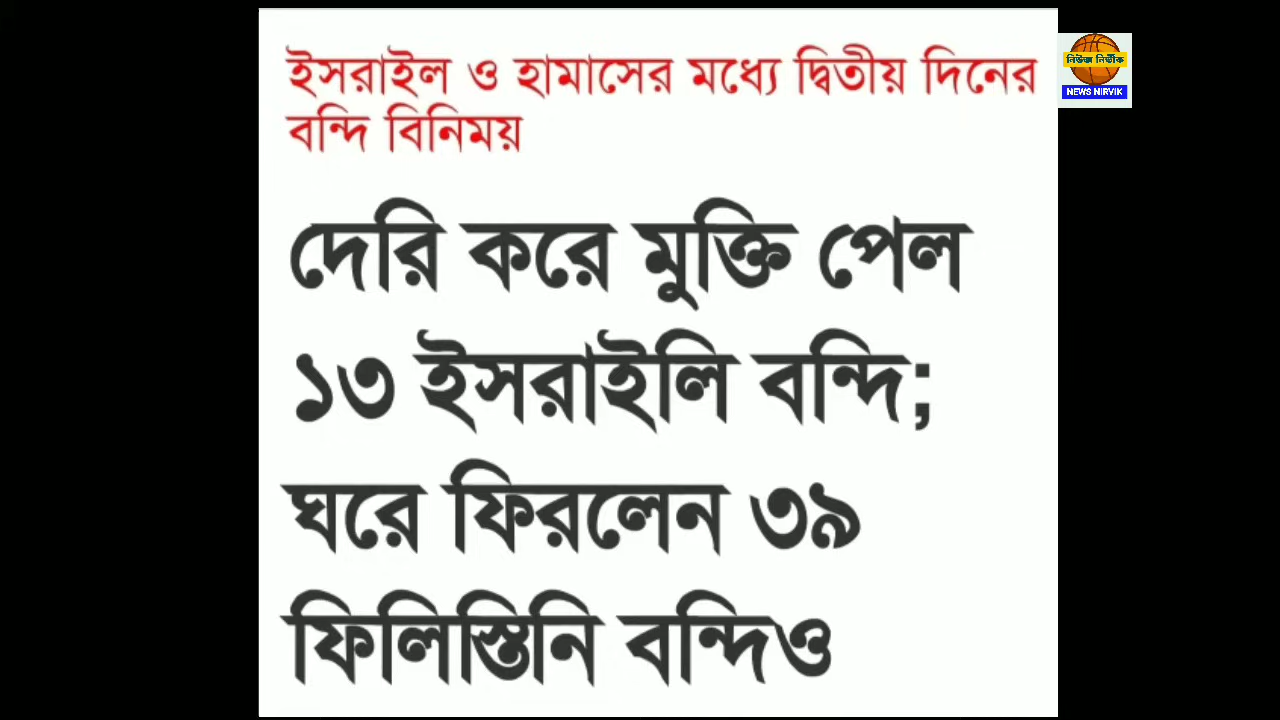 ইসরাইল ও হামাসের মধ্যে দ্বিতীয় দিনের
বন্দি বিনিময়
দেরি করে মুক্তি পেল
১৩ ইসরাইলি বন্দি;
ঘরে ফিরলেন ৩৯
ফিলিস্তিনি বন্দিও
নিউজ নির্ভীক
NEWS NIRVIK